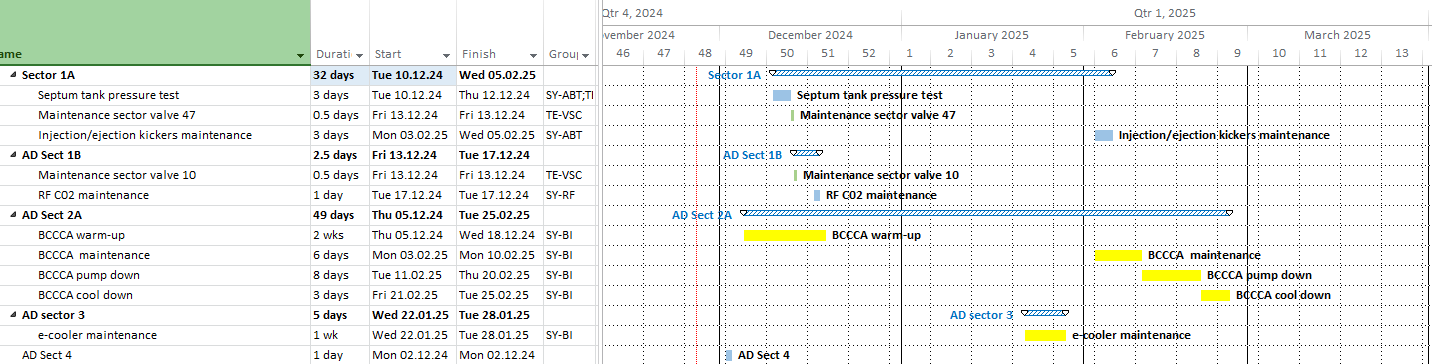 Qtr 4, 2024 Qtr 1, 2025
vember 2024 December 2024 January 2025 February 2025 March 2025
ame Durati Start Finish Group 46 47 48 49 50 51 52 1 2 3 4 5 6 7 8 9 10 11 12 13
Sector 1A 32 days Tue 10.12.24 Wed 05.02.25 Sector 1A
Septum tank pressure test 3 days Tue 10.12.24 Thu 12.12.24 SY-ABT;TI Septum tank pressure test
Maintenance sector valve 47 0.5 days Fri 13.12.24 Fri 13.12.24 TE-VSC Maintenance sector valve 47
Injection/ejection kickers maintenance 3 days Mon 03.02.25 Wed 05.02.25 SY-ABT Injection/ejection kickers maintenance
AD Sect 1B 2.5 days Fri 13.12.24 Tue 17.12.24 AD Sect 1B
Maintenance sector valve 10 0.5 days Fri 13.12.24 Fri 13.12.24 TE-VSC Maintenance sector valve 10
RF C02 maintenance 1 day Tue 17.12.24 Tue 17.12.24 SY-RF RF C02 maintenance
AD Sect 2A 49 days Thu 05.12.24 Tue 25.02.25 AD Sect 2A
BCCCA warm-up 2 wks Thu 05.12.24 Wed 18.12.24 SY-BI BCCCA warm-up
BCCCA maintenance 6 days Mon 03.02.25 Mon 10.02.25 SY-BI BCCCA maintenance
BCCCA pump down 8 days Tue 11.02.25 Thu 20.02.25 SY-BI BCCCA pump down
BCCCA cool down 3 days Fri 21.02.25 Tue 25.02.25 SY-BI BCCCA cool down
AD sector 3 5 days Wed 22.01.25 Tue 28.01.25 AD sector 3
e-cooler maintenance 1 wk Wed 22.01.25 Tue 28.01.25 SY-BI e-cooler maintenance
AD Sect 4 1 day Mon 02.12.24 Mon 02.12.24 AD Sect 4